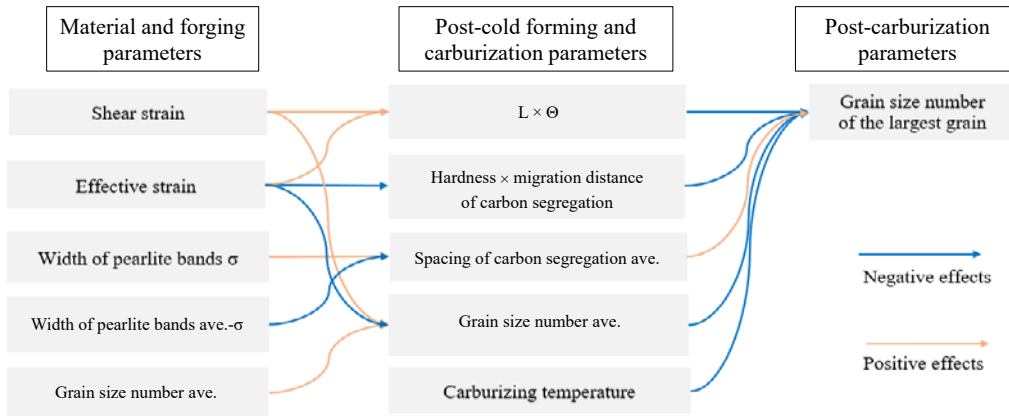 Material and forging
parameters
Post-cold forming and
carburization parameters
Post-carburization
parameters
Shear strain
Effective strain
Width of pearlite bands σ
Width of pearlite bands ave.-σ
Grain size number ave.
L × Θ
Hardness × migration distance
of carbon segregation
Spacing of carbon segregation ave.
Grain size number ave.
Carburizing temperature
Grain size number
of the largest grain
Negative effects
Positive effects